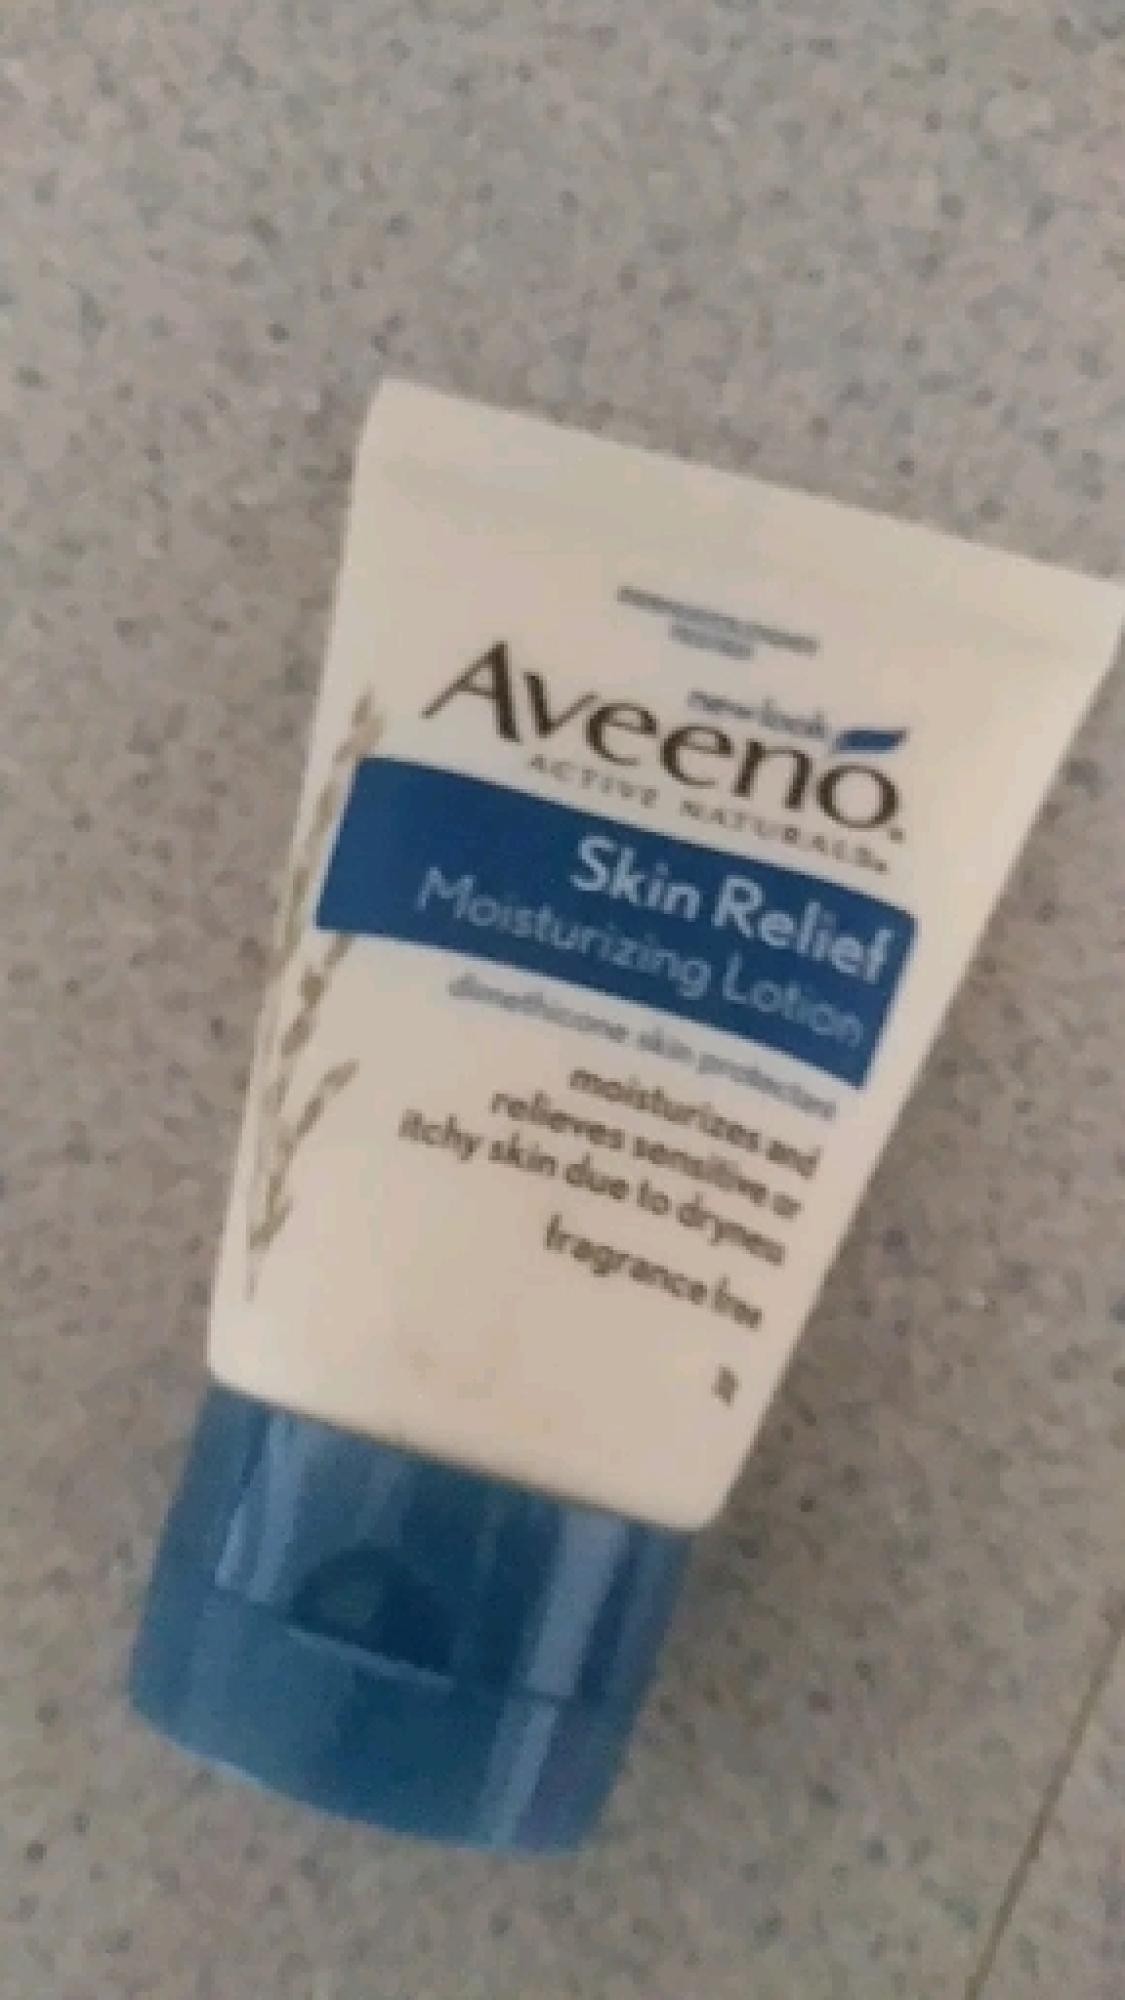 new look
Aveeno®
ACTIVE NATURALS™
Skin Relief
Moisturizing Lotion
dimethicone skin protectant
moisturizes and
relieves sensitive or
itchy skin due to dryness
fragrance free